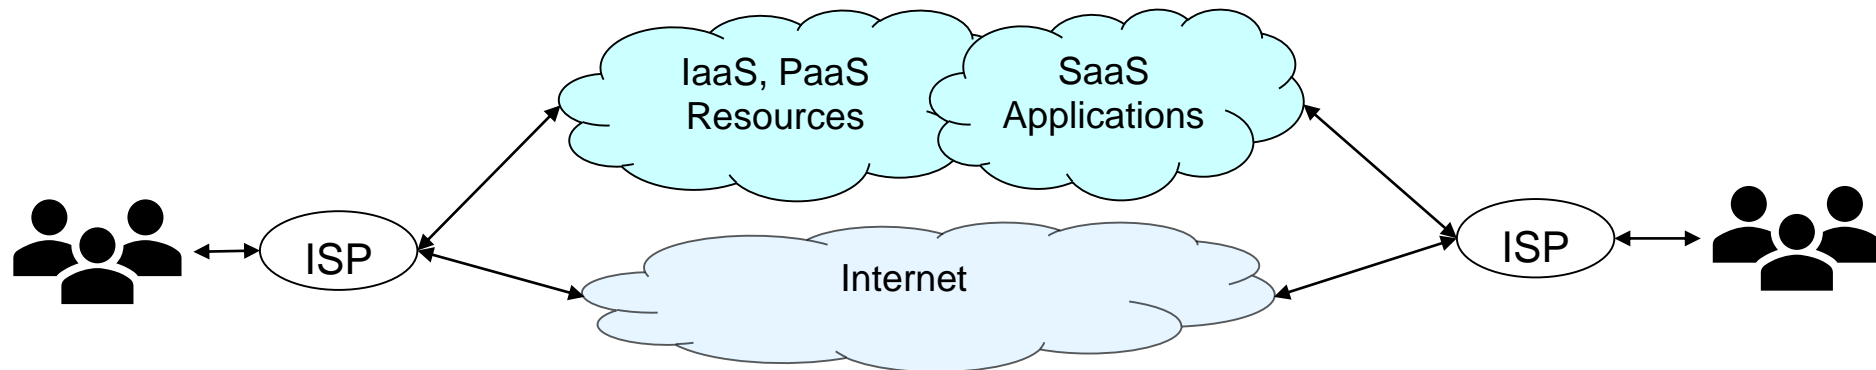 IaaS, PaaS
Resources
SaaS
Applications
ISP
Internet
ISP